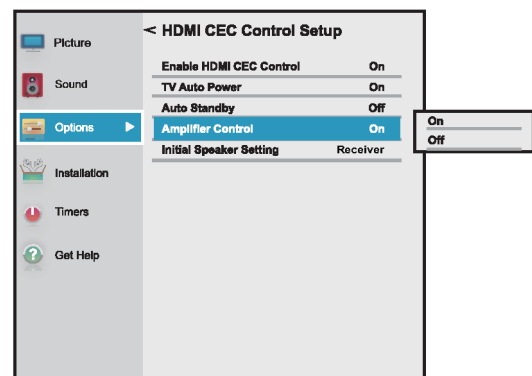 Picture
Sound
Options
Installation
Timers
Get Help
< HDMI CEC Control Setup
Enable HDMI CEC Control On
TV Auto Power On
Auto Standby Off
Amplifier Control On
Initial Speaker Setting Receiver
On
Off